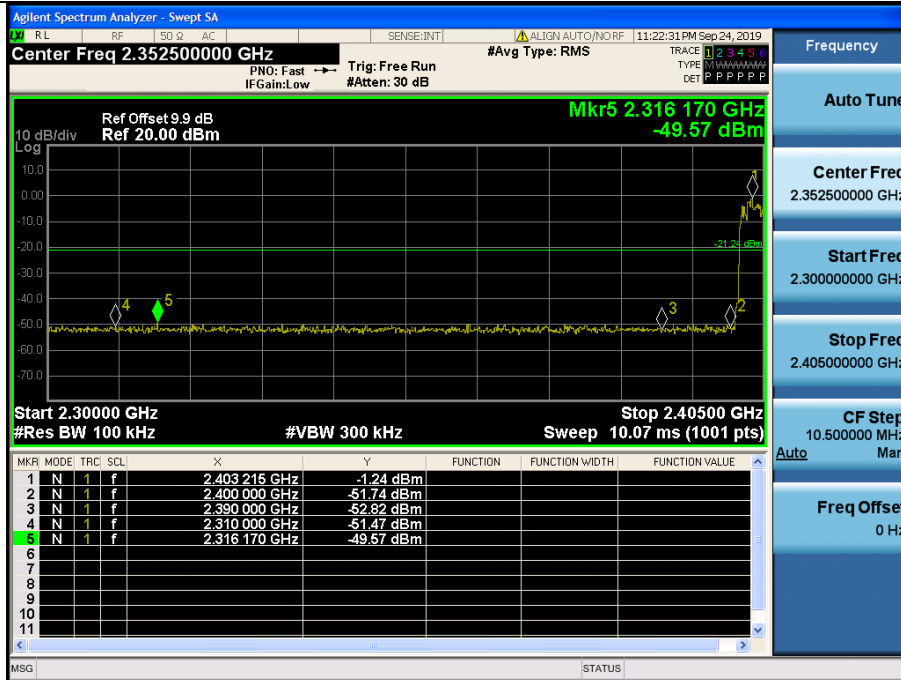 Agilent Spectrum Analyzer - Swept SA
LXI RL RF 50 Ω AC SENSE:INT ALIGN AUTO/NO RF 11:22:31 PM Sep 24, 2019
Center Freq 2.352500000 GHz
PNO: Fast
IFGain:Low
Trig: Free Run
#Atten: 30 dB
#Avg Type: RMS
TRACE 1 2 3 4 5 6
TYPE M WWWWW
DET P P P P P P
Mkr5 2.316 170 GHz
-49.57 dBm
Ref Offset 9.9 dB
10 dB/div Ref 20.00 dBm
Log
10.0
0.00
-10.0
-20.0
-30.0
-40.0
-50.0
-60.0
-70.0
-21.24 dBm
1
4
5
3
2
Start 2.30000 GHz Stop 2.40500 GHz
#Res BW 100 kHz #VBW 300 kHz Sweep 10.07 ms (1001 pts)
MKR MODE TRC SCL X Y FUNCTION FUNCTION WIDTH FUNCTION VALUE
1 N 1 f 2.403 215 GHz -1.24 dBm
2 N 1 f 2.400 000 GHz -51.74 dBm
3 N 1 f 2.390 000 GHz -52.82 dBm
4 N 1 f 2.310 000 GHz -51.47 dBm
5 N 1 f 2.316 170 GHz -49.57 dBm
6
7
8
9
10
11
MSG STATUS
Frequency
Auto Tune
Center Freq
2.352500000 GHz
Start Freq
2.300000000 GHz
Stop Freq
2.405000000 GHz
CF Step
10.500000 MHz
Auto Man
Freq Offset
0 Hz